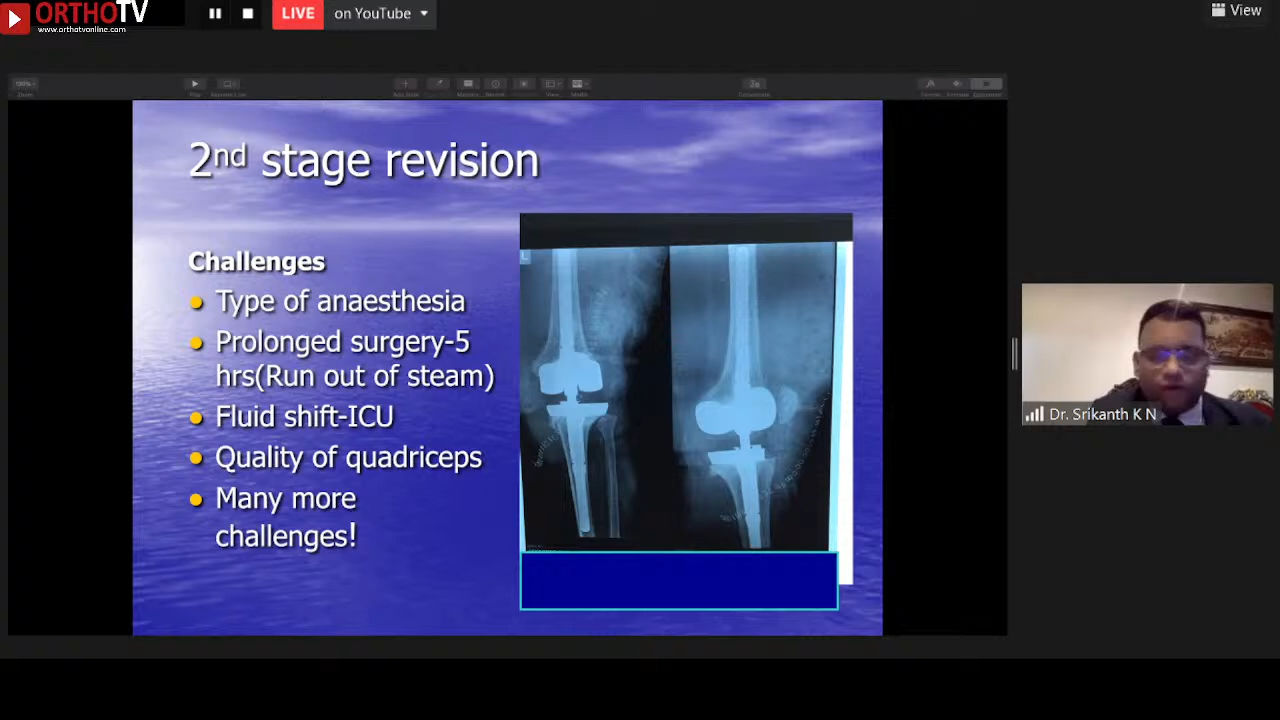 ORTHOTV
www.orthotvonline.com
LIVE
on YouTube
View
2nd stage revision
Challenges
Type of anaesthesia
Prolonged surgery-5
hrs(Run out of steam)
Fluid shift-ICU
Quality of quadriceps
Many more
challenges!
L
Dr. Srikanth K N